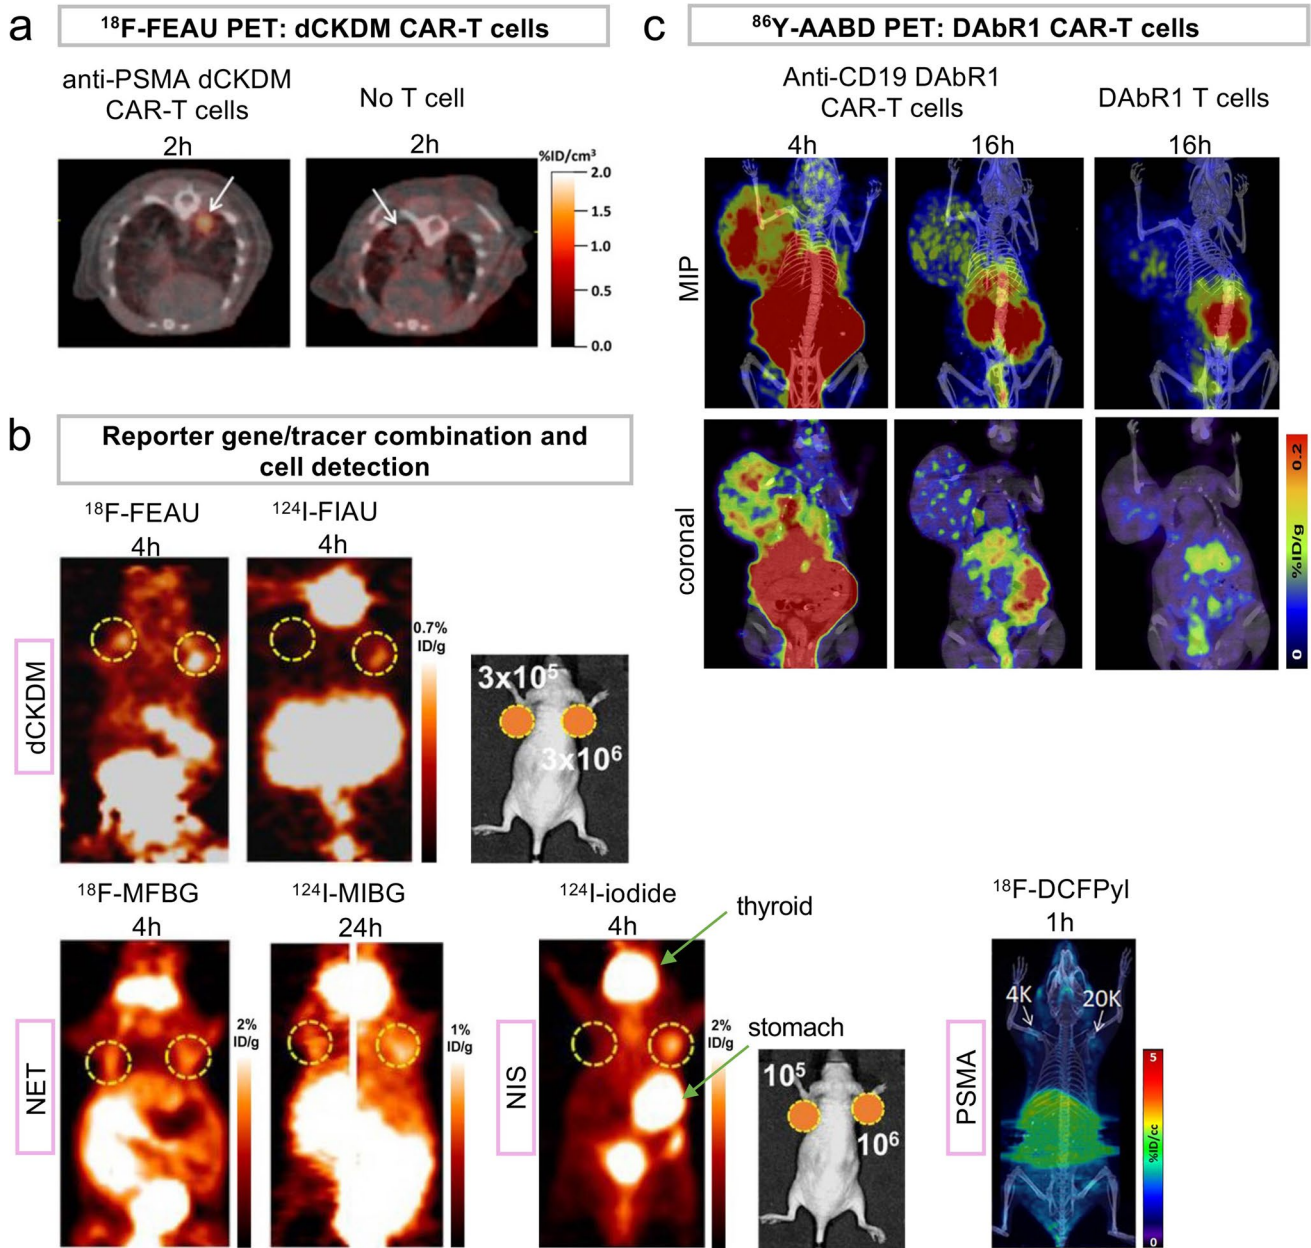 a
¹⁸F-FEAU PET: dCKDM CAR-T cells
anti-PSMA dCKDM
CAR-T cells
2h
No T cell
2h
%ID/cm³
2.0
1.5
1.0
0.5
0.0
b
Reporter gene/tracer combination and
cell detection
¹⁸F-FEAU
4h
¹²⁴I-FIAU
4h
dCKDM
0.7%
ID/g
3x10⁵
3x10⁶
¹⁸F-MFBG
4h
¹²⁴I-MIBG
24h
NET
2%
ID/g
1%
ID/g
¹²⁴I-iodide
4h
thyroid
stomach
NIS
2%
ID/g
10⁵
10⁶
¹⁸F-DCFPyl
1h
4K
20K
PSMA
5
%ID/cc
0
c
⁸⁶Y-AABD PET: DAbR1 CAR-T cells
Anti-CD19 DAbR1
CAR-T cells
4h
16h
DAbR1 T cells
16h
MIP
coronal
0.2
%ID/g
0